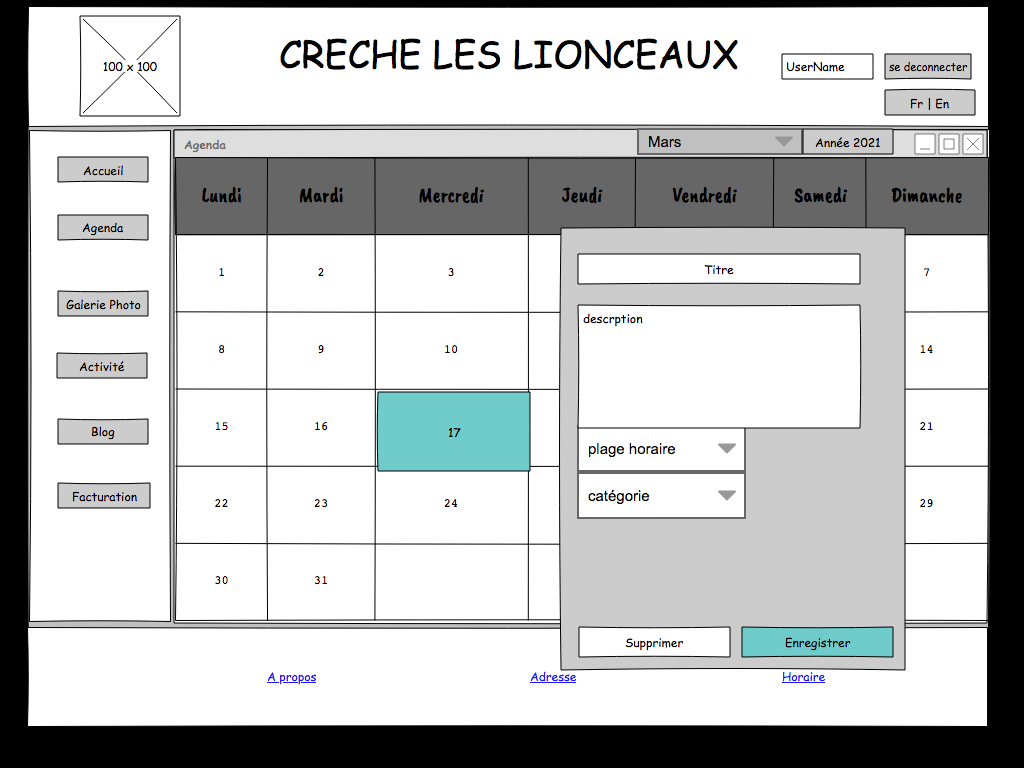 100 x 100
CRECHE LES LIONCEAUX
UserName
se deconnecter
Fr | En
Accueil
Agenda
Galerie Photo
Activité
Blog
Facturation
Agenda
Mars
Année 2021
Lundi Mardi Mercredi Jeudi Vendredi Samedi Dimanche
1 2 3 7
8 9 10 14
15 16 17 21
22 23 24 29
30 31
Titre
descrption
plage horaire
catégorie
Supprimer
Enregistrer
A propos
Adresse
Horaire